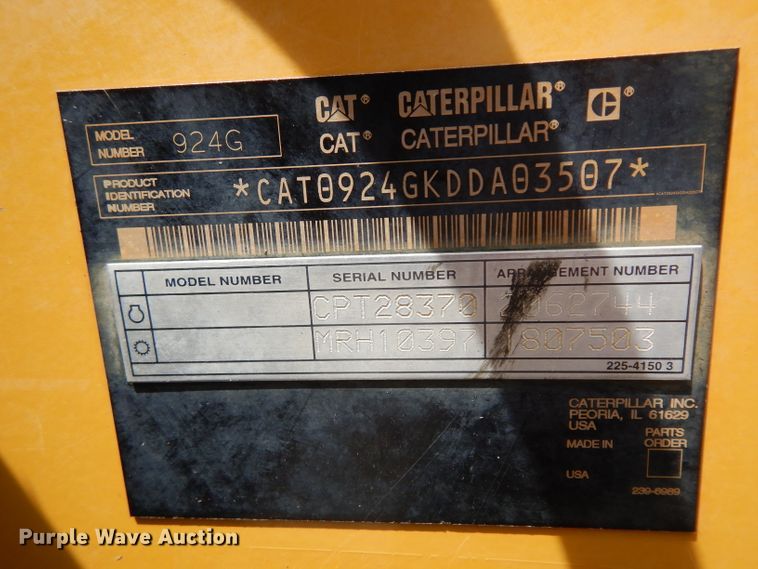 CAT® CATERPILLAR® C®
CAT® CATERPILLAR®
MODEL NUMBER 924G
PRODUCT IDENTIFICATION NUMBER *CAT0924GKDDA03507*
MODEL NUMBER SERIAL NUMBER ARRANGEMENT NUMBER
CPT28370 2062744
MRH10397 1807503
225-4150 3
CATERPILLAR INC.
PEORIA, IL 61629
USA
MADE IN PARTS ORDER
USA
239-6989
Purple Wave Auction